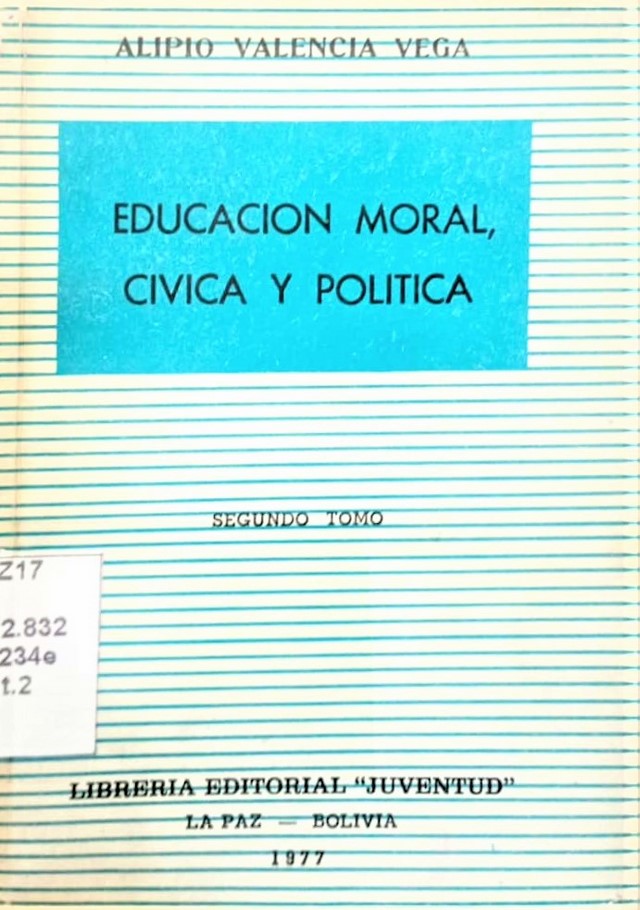 ALIPIO VALENCIA VEGA
EDUCACION MORAL,
CIVICA Y POLITICA
SEGUNDO TOMO
Z17
2.832
234e
t.2
LIBRERIA EDITORIAL "JUVENTUD"
LA PAZ — BOLIVIA
1977